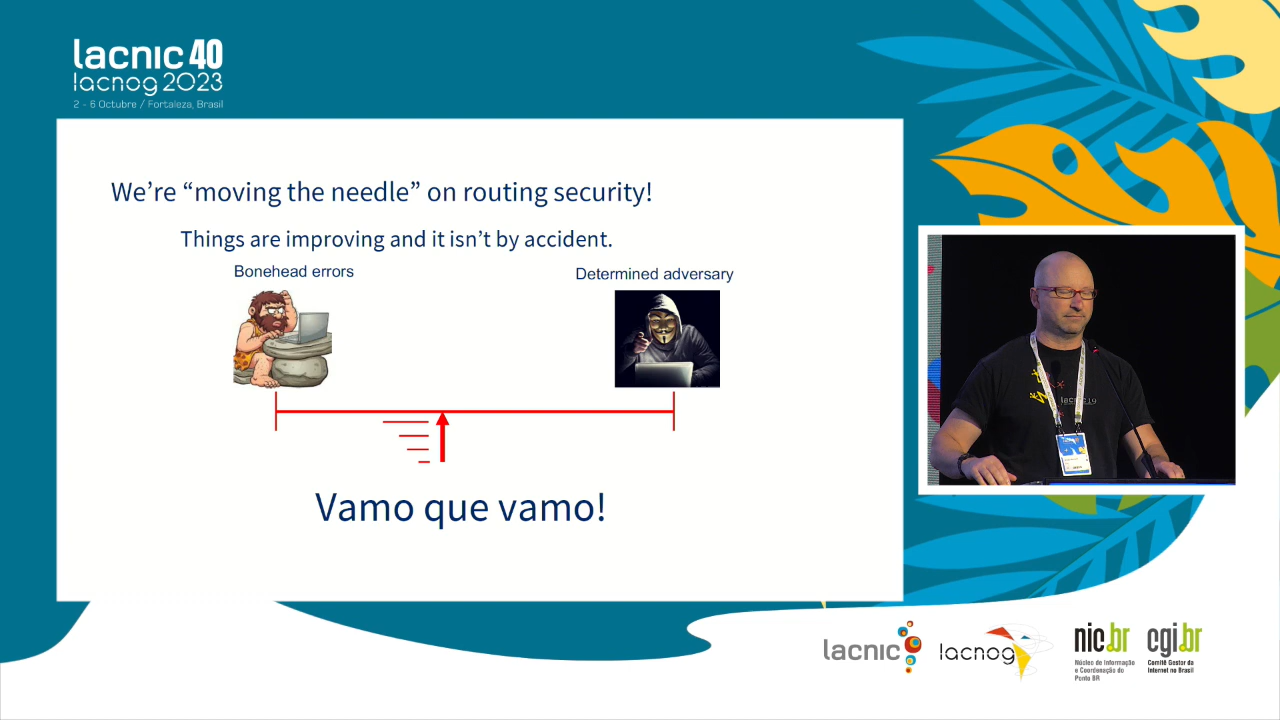 lacnic 40
lacnog 2023
2 - 6 Octubre / Fortaleza, Brasil
We're “moving the needle” on routing security!
Things are improving and it isn't by accident.
Bonehead errors
Determined adversary
Vamo que vamo!
lacnic
lacnog
nic.br
Núcleo de Informação
e Coordenação do
Ponto BR
cgi.br
Comitê Gestor da
Internet no Brasil